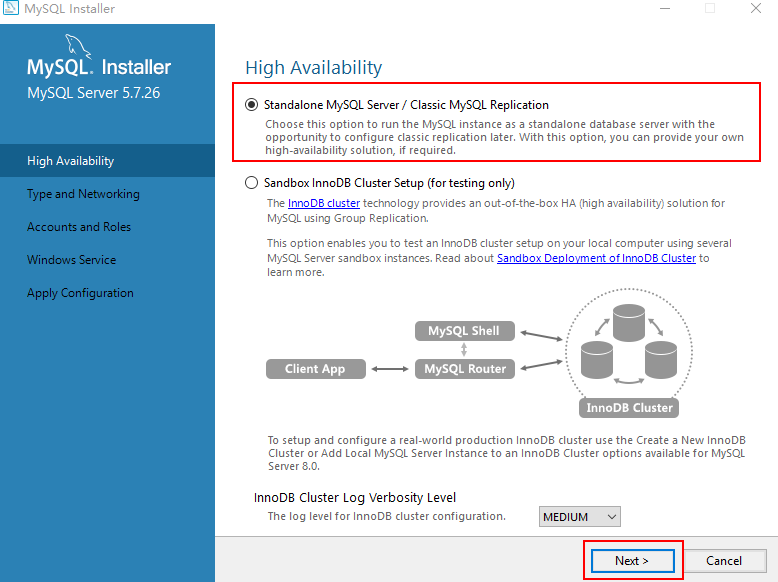 MySQL Installer
MySQL. Installer
MySQL Server 5.7.26
High Availability
Type and Networking
Accounts and Roles
Windows Service
Apply Configuration
High Availability
Standalone MySQL Server / Classic MySQL Replication
Choose this option to run the MySQL instance as a standalone database server with the
opportunity to configure classic replication later. With this option, you can provide your own
high-availability solution, if required.
Sandbox InnoDB Cluster Setup (for testing only)
The InnoDB cluster technology provides an out-of-the-box HA (high availability) solution for
MySQL using Group Replication.
This option enables you to test an InnoDB cluster setup on your local computer using several
MySQL Server sandbox instances. Read about Sandbox Deployment of InnoDB Cluster to
learn more.
MySQL Shell
Client App
MySQL Router
InnoDB Cluster
To setup and configure a real-world production InnoDB cluster use the Create a New InnoDB
Cluster or Add Local MySQL Server Instance to an InnoDB Cluster options available for MySQL
Server 8.0.
InnoDB Cluster Log Verbosity Level
The log level for InnoDB cluster configuration.
MEDIUM
Next >
Cancel